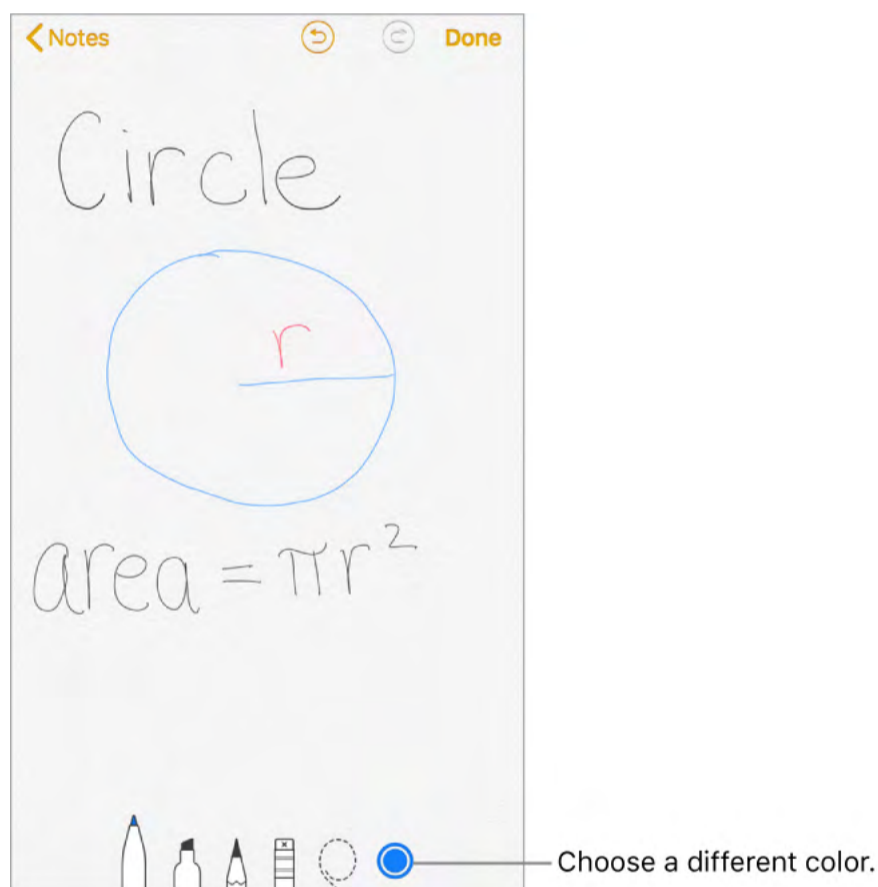 Notes
Done
Circle
r
area = πr²
Choose a different color.